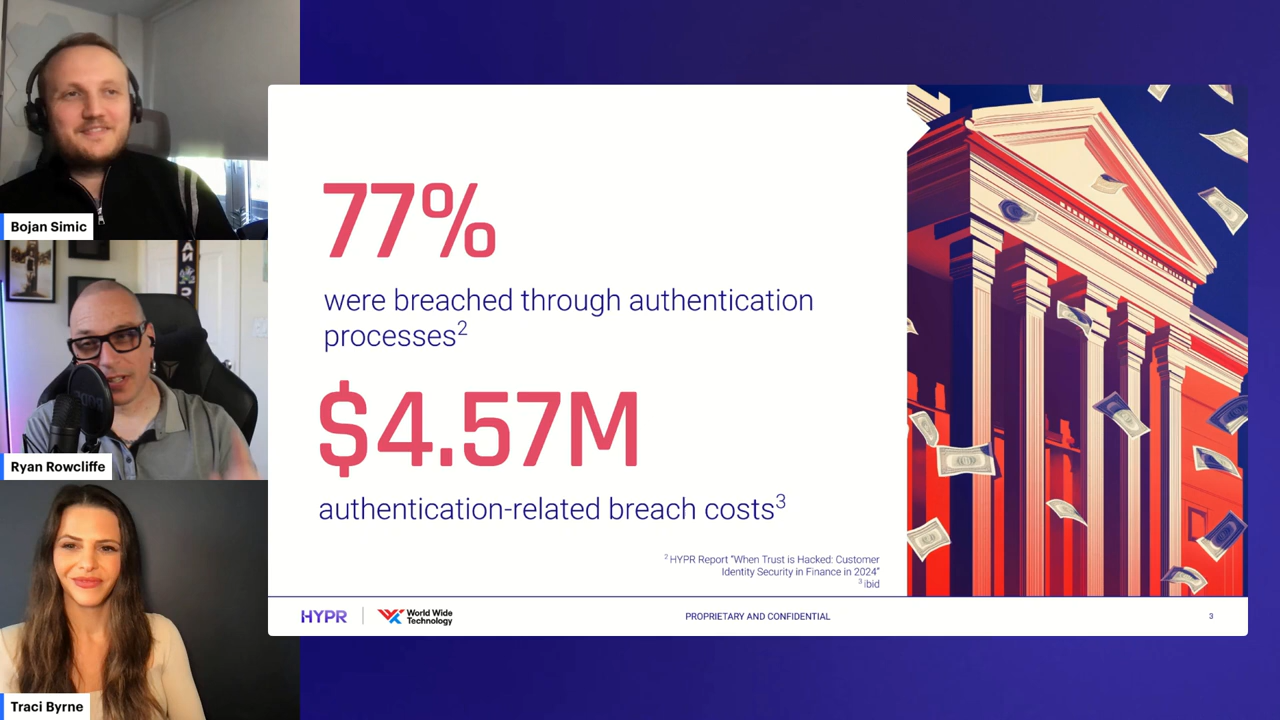 Bojan Simic
Ryan Rowcliffe
Traci Byrne
77%
were breached through authentication
processes2
$4.57M
authentication-related breach costs3
2 HYPR Report "When Trust is Hacked: Customer
Identity Security in Finance in 2024"
3 ibid
HYPR
World Wide
Technology
PROPRIETARY AND CONFIDENTIAL
3